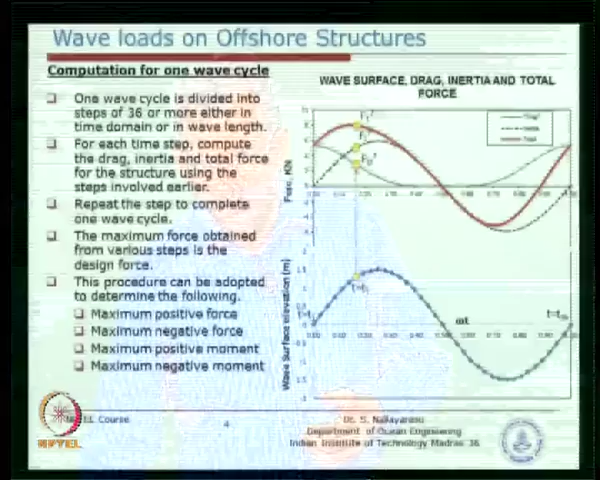 Wave loads on Offshore Structures
Computation for one wave cycle
One wave cycle is divided into
steps of 36 or more either in
time domain or in wave length.
For each time step, compute
the drag, inertia and total force
for the structure using the
steps involved earlier.
Repeat the step to complete
one wave cycle.
The maximum force obtained
from various steps is the
design force.
This procedure can be adopted
to determine the following.
Maximum positive force
Maximum negative force
Maximum positive moment
Maximum negative moment
WAVE SURFACE, DRAG, INERTIA AND TOTAL
FORCE
Total
Force, KN
Wave Surface elevation (m)
ωt
NPTEL
Course
4
Dr. S. Nallayarasu
Department of Ocean Engineering
Indian Institute of Technology Madras 36